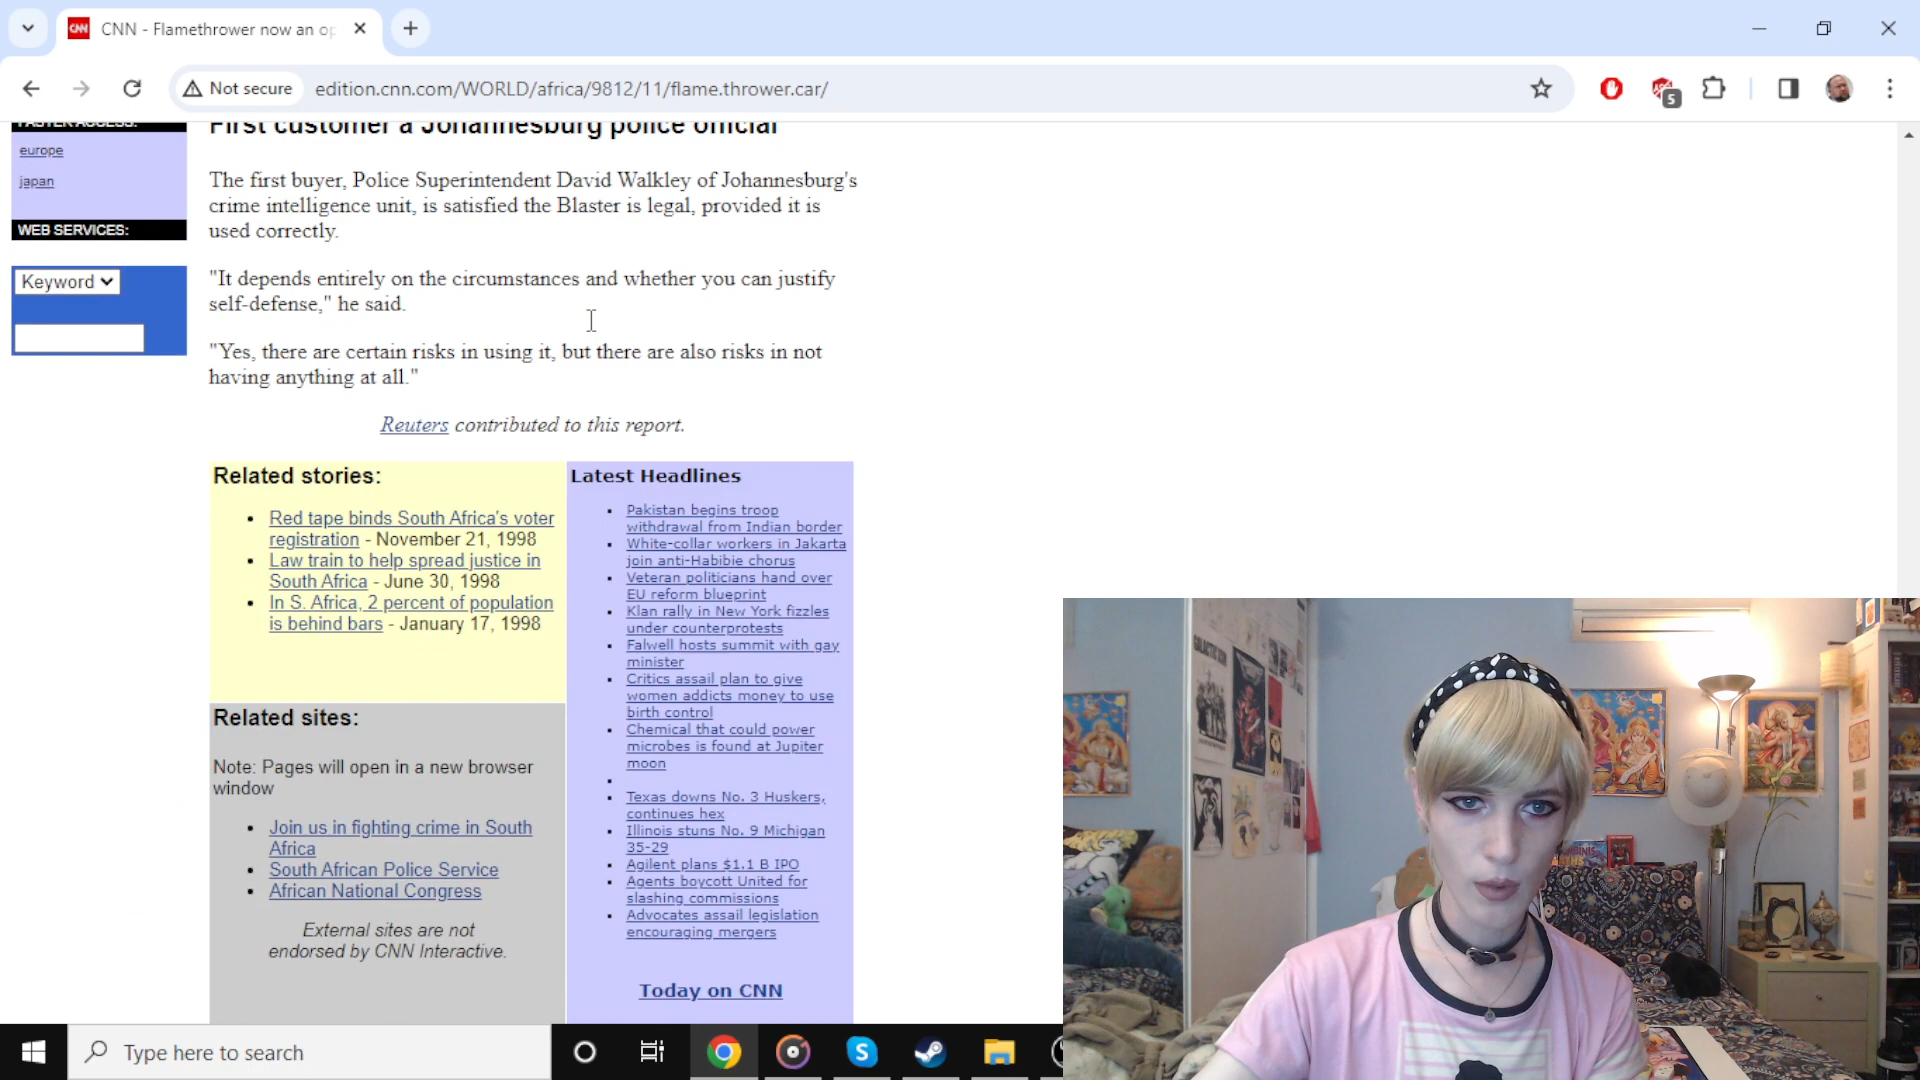 CNN - Flamethrower now an op
Not secure
edition.cnn.com/WORLD/africa/9812/11/flame.thrower.car/
5
FASTER ACCESS:
europe
japan
WEB SERVICES:
Keyword
First customer a Johannesburg police official
The first buyer, Police Superintendent David Walkley of Johannesburg's
crime intelligence unit, is satisfied the Blaster is legal, provided it is
used correctly.
"It depends entirely on the circumstances and whether you can justify
self-defense," he said.
"Yes, there are certain risks in using it, but there are also risks in not
having anything at all."
Reuters contributed to this report.
Related stories:
Red tape binds South Africa's voter
registration - November 21, 1998
Law train to help spread justice in
South Africa - June 30, 1998
In S. Africa, 2 percent of population
is behind bars - January 17, 1998
Related sites:
Note: Pages will open in a new browser
window
Join us in fighting crime in South
Africa
South African Police Service
African National Congress
External sites are not
endorsed by CNN Interactive.
Latest Headlines
Pakistan begins troop
withdrawal from Indian border
White-collar workers in Jakarta
join anti-Habibie chorus
Veteran politicians hand over
EU reform blueprint
Klan rally in New York fizzles
under counterprotests
Falwell hosts summit with gay
minister
Critics assail plan to give
women addicts money to use
birth control
Chemical that could power
microbes is found at Jupiter
moon
Texas downs No. 3 Huskers,
continues hex
Illinois stuns No. 9 Michigan
35-29
Agilent plans $1.1 B IPO
Agents boycott United for
slashing commissions
Advocates assail legislation
encouraging mergers
Today on CNN
Type here to search